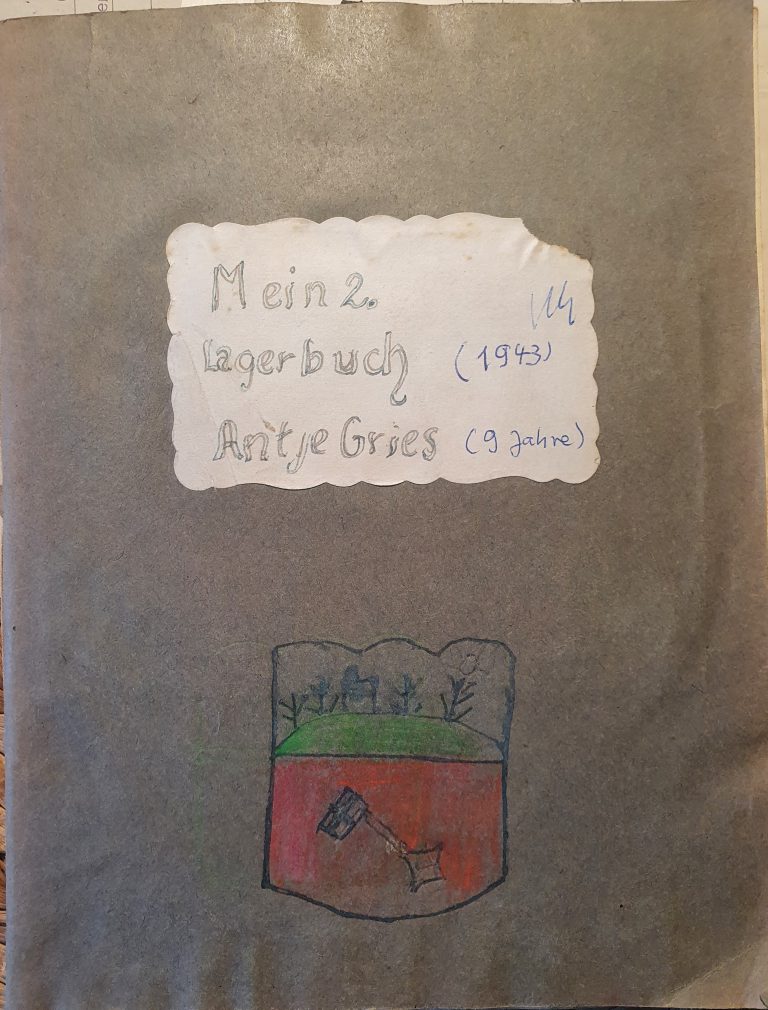 Mein 2.
Lagerbuch (1943)
Antje Gries (9 Jahre)